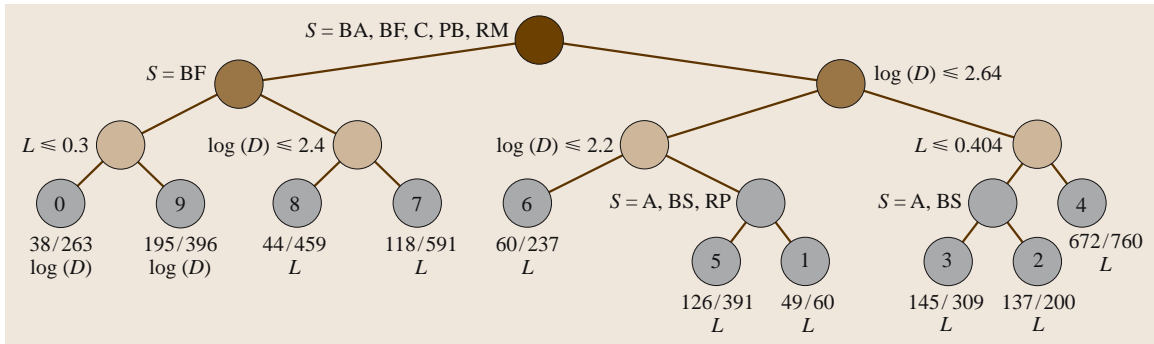 S = BA, BF, C, PB, RM
S = BF
log (D) ⩽ 2.64
L ⩽ 0.3
log (D) ⩽ 2.4
log (D) ⩽ 2.2
L ⩽ 0.404
S = A, BS, RP
S = A, BS
0
9
8
7
6
4
38/263
log (D)
195/396
log (D)
44/459
L
118/591
L
60/237
L
672/760
L
5
1
3
2
126/391
L
49/60
L
145/309
L
137/200
L